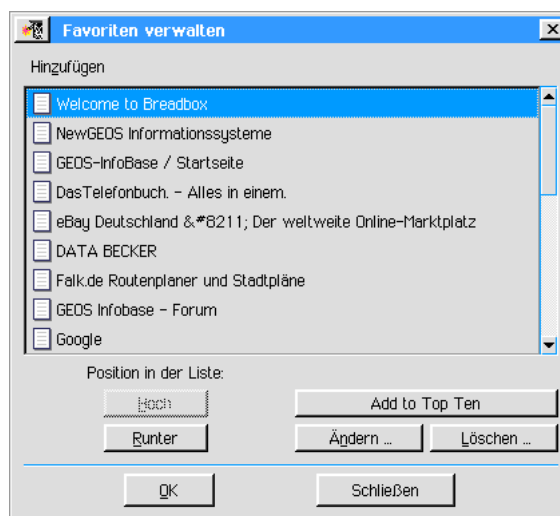 Favoriten verwalten
Hinzufügen
Welcome to Breadbox
NewGEOS Informationssysteme
GEOS-InfoBase / Startseite
DasTelefonbuch. - Alles in einem.
eBay Deutschland &#8211; Der weltweite Online-Marktplatz
DATA BECKER
Falk.de Routenplaner und Stadtpläne
GEOS Infobase - Forum
Google
Position in der Liste:
Hoch
Add to Top Ten
Runter
Ändern ...
Löschen ...
OK
Schließen